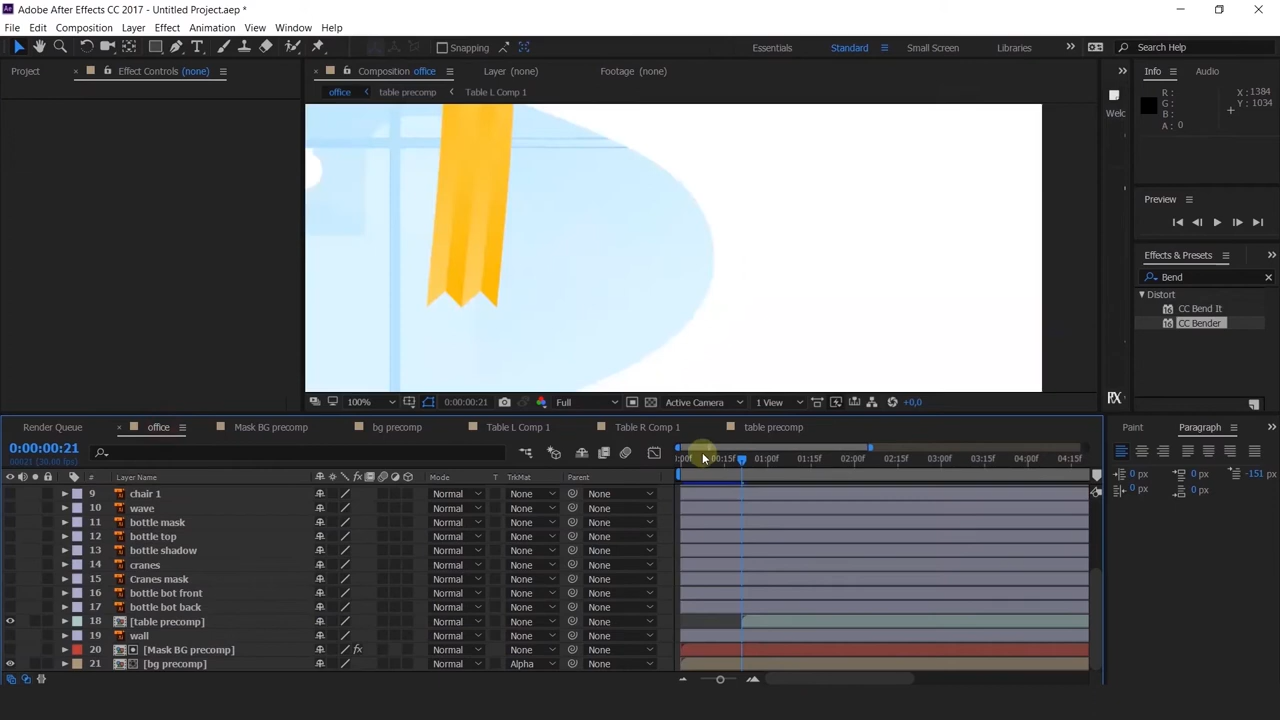 Adobe After Effects CC 2017 - Untitled Project.aep *
File Edit Composition Layer Effect Animation View Window Help
Snapping Essentials Standard Small Screen Libraries Search Help
Project Effect Controls (none) Composition office Layer (none) Footage (none) Info Audio
office table precomp Table L Comp 1
R: X: 1384
G: Y: 1034
B:
A: 0
Welc
Preview
Effects & Presets
Bend
Distort
CC Bend It
CC Bender
100% 0:00:00:21 Full Active Camera 1 View +0,0
Render Queue office Mask BG precomp bg precomp Table L Comp 1 Table R Comp 1 table precomp Paint Paragraph
0:00:00:21
00021 (30.00 fps)
0:00f 00:15f 01:00f 01:15f 02:00f 02:15f 03:00f 03:15f 04:00f 04:15f
# Layer Name Mode T TrkMat Parent
0 px 0 px -151 px
0 px 0 px
9 chair 1 Normal None None
10 wave Normal None None
11 bottle mask Normal None None
12 bottle top Normal None None
13 bottle shadow Normal None None
14 cranes Normal None None
15 Cranes mask Normal None None
16 bottle bot front Normal None None
17 bottle bot back Normal None None
18 [table precomp] Normal None None
19 wall Normal None None
20 [Mask BG precomp] Normal None None
21 [bg precomp] Normal Alpha None